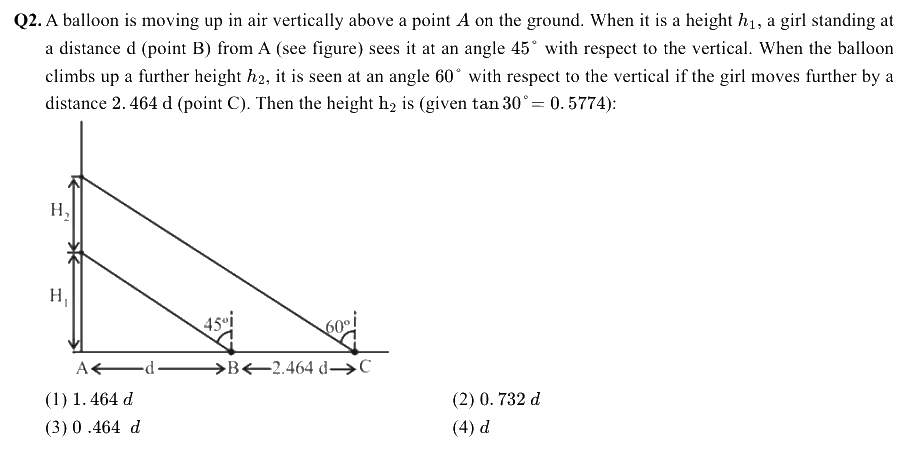 Q2. A balloon is moving up in air vertically above a point A on the ground. When it is a height h₁, a girl standing at
a distance d (point B) from A (see figure) sees it at an angle 45° with respect to the vertical. When the balloon
climbs up a further height h₂, it is seen at an angle 60° with respect to the vertical if the girl moves further by a
distance 2. 464 d (point C). Then the height h₂ is (given tan 30° = 0. 5774):
H₂
H₁
45° 60°
A d B 2.464 d C
(1) 1. 464 d (2) 0. 732 d
(3) 0 .464 d (4) d